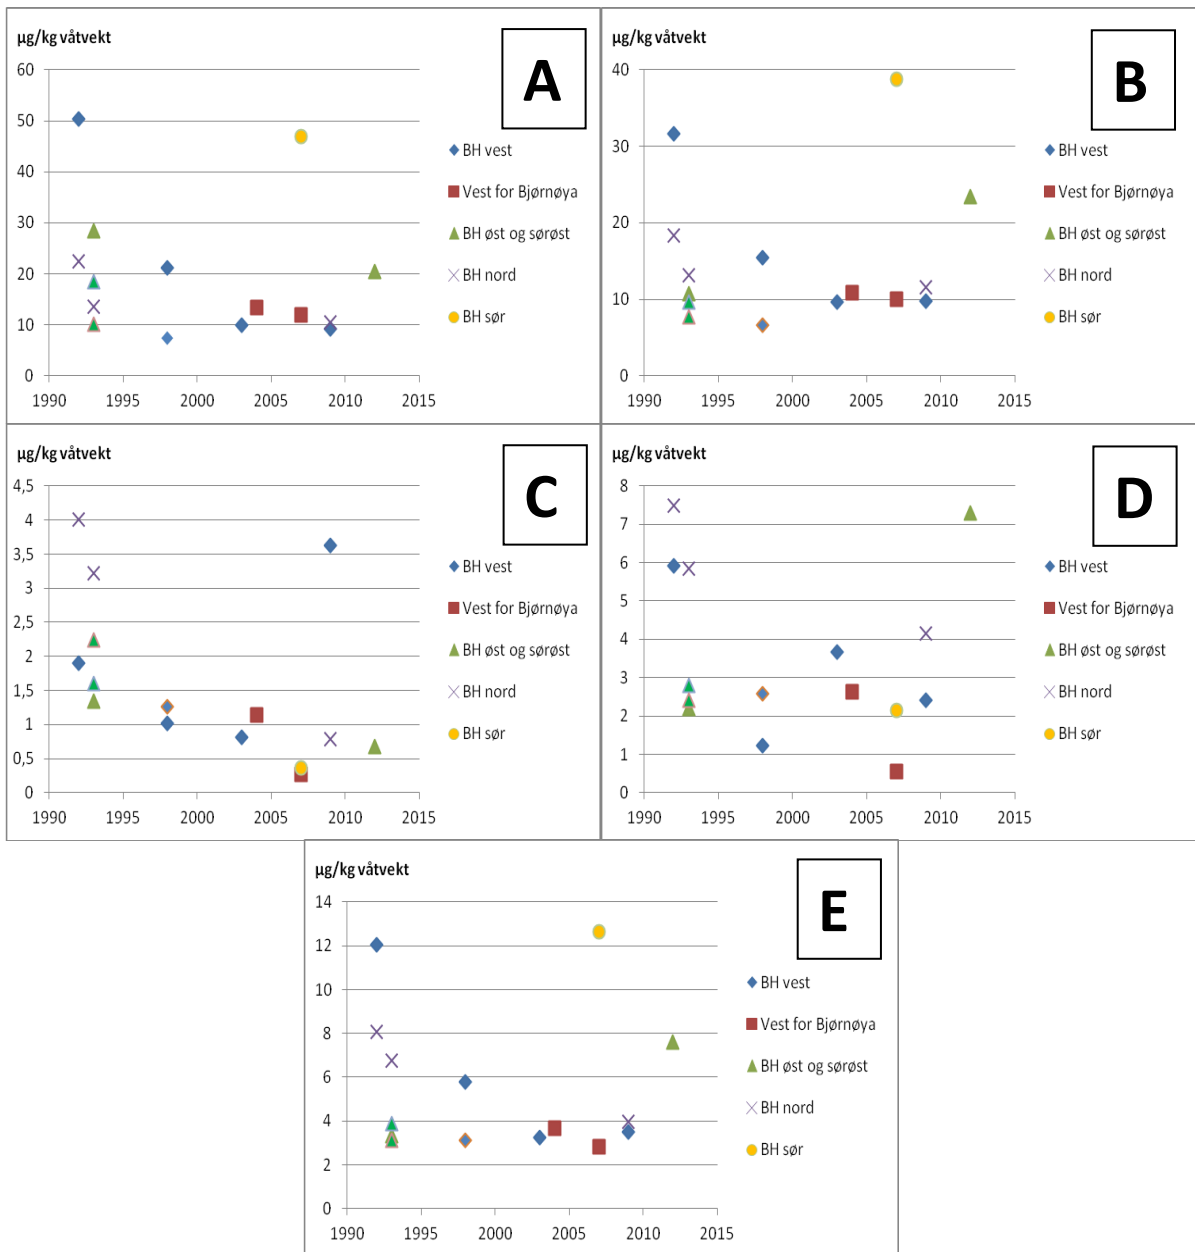 µg/kg våtvekt
A
60
50
40
30
20
10
0
1990 1995 2000 2005 2010 2015
BH vest
Vest for Bjørnøya
BH øst og sørøst
BH nord
BH sør
µg/kg våtvekt
B
40
30
20
10
0
1990 1995 2000 2005 2010 2015
BH vest
Vest for Bjørnøya
BH øst og sørøst
BH nord
BH sør
µg/kg våtvekt
C
4,5
4
3,5
3
2,5
2
1,5
1
0,5
0
1990 1995 2000 2005 2010 2015
BH vest
Vest for Bjørnøya
BH øst og sørøst
BH nord
BH sør
µg/kg våtvekt
D
8
7
6
5
4
3
2
1
0
1990 1995 2000 2005 2010 2015
BH vest
Vest for Bjørnøya
BH øst og sørøst
BH nord
BH sør
µg/kg våtvekt
E
14
12
10
8
6
4
2
0
1990 1995 2000 2005 2010 2015
BH vest
Vest for Bjørnøya
BH øst og sørøst
BH nord
BH sør